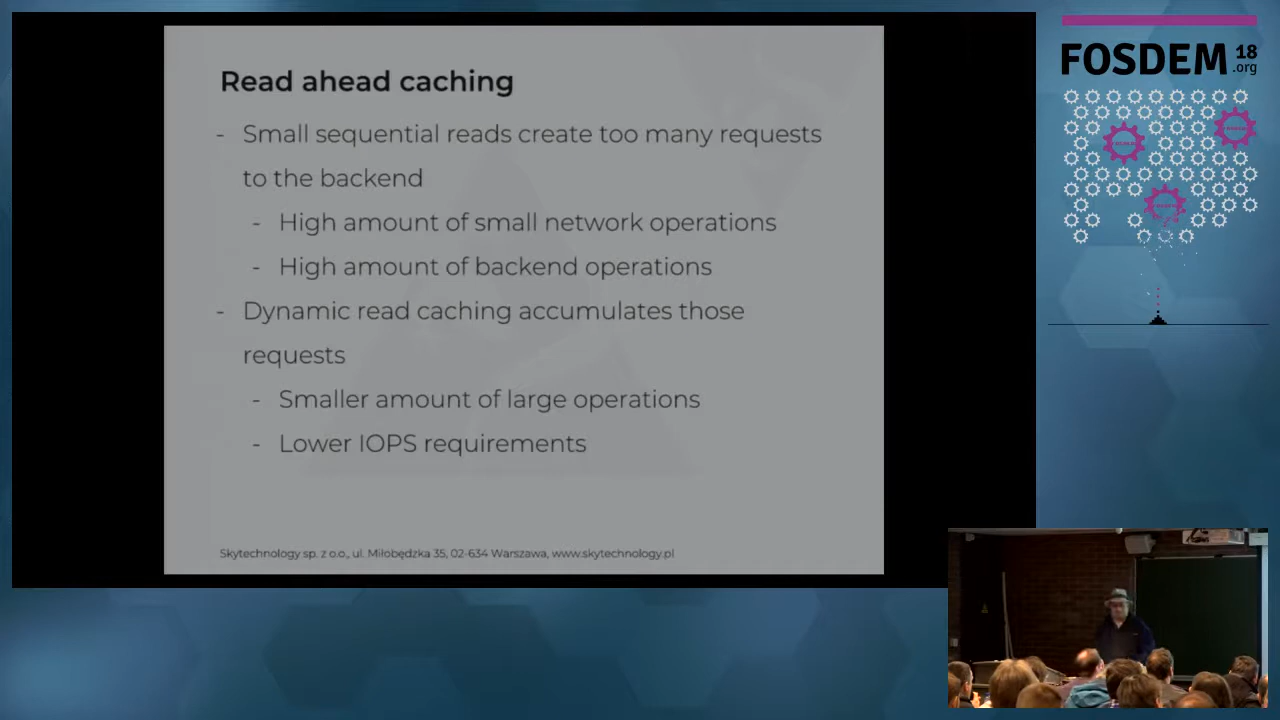 Read ahead caching
- Small sequential reads create too many requests
to the backend
- High amount of small network operations
- High amount of backend operations
- Dynamic read caching accumulates those
requests
- Smaller amount of large operations
- Lower IOPS requirements
Skytechnology sp. z o.o., ul. Miłobędzka 35, 02-634 Warszawa, www.skytechnology.pl
FOSDEM 18
.org